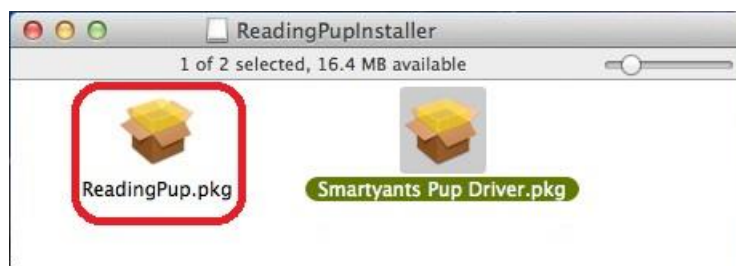 ReadingPupInstaller
1 of 2 selected, 16.4 MB available
ReadingPup.pkg
Smartyants Pup Driver.pkg